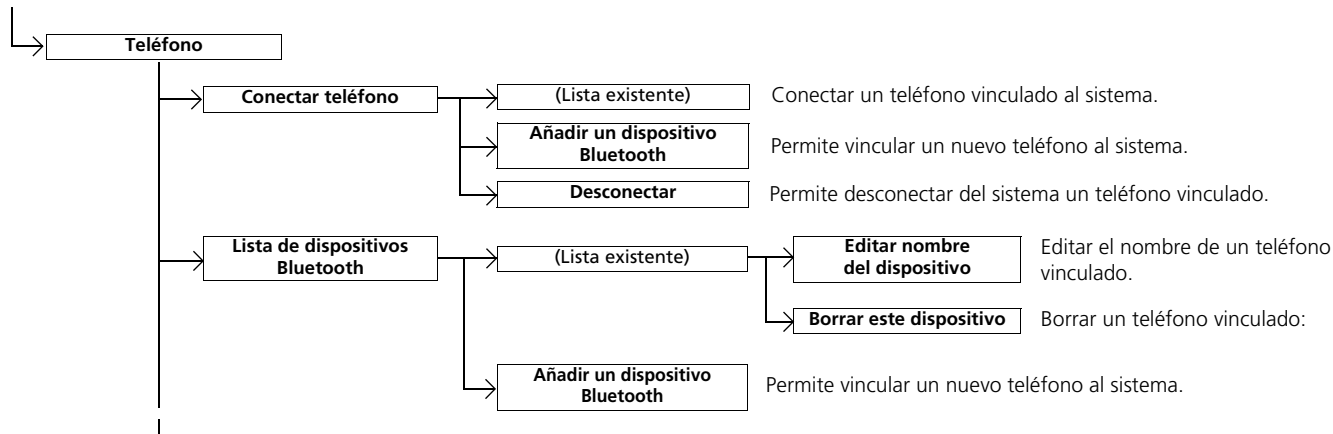 Teléfono
Conectar teléfono
(Lista existente)
Conectar un teléfono vinculado al sistema.
Añadir un dispositivo
Bluetooth
Permite vincular un nuevo teléfono al sistema.
Desconectar
Permite desconectar del sistema un teléfono vinculado.
Lista de dispositivos
Bluetooth
(Lista existente)
Editar nombre
del dispositivo
Editar el nombre de un teléfono
vinculado.
Borrar este dispositivo
Borrar un teléfono vinculado:
Añadir un dispositivo
Bluetooth
Permite vincular un nuevo teléfono al sistema.